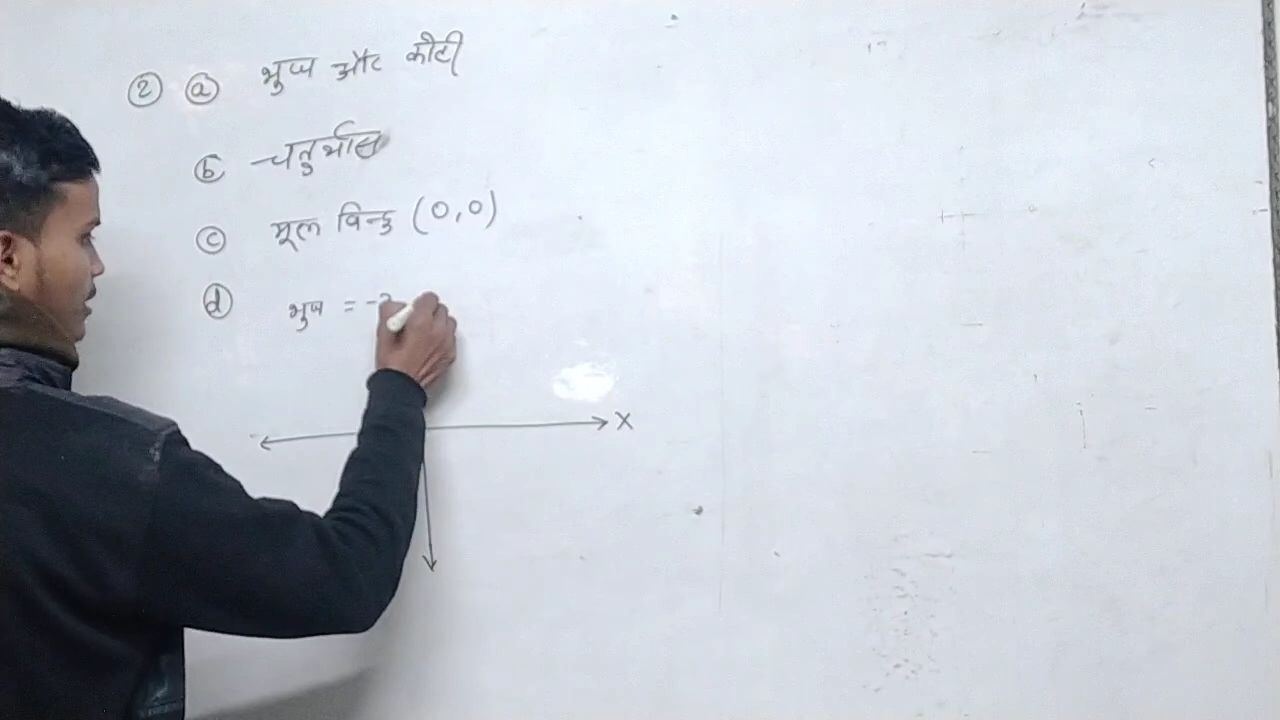 ② ⓐ भुज और कोटी
ⓑ चतुर्थांस
ⓒ मूल विन्दु (0,0)
ⓓ भुज =
X